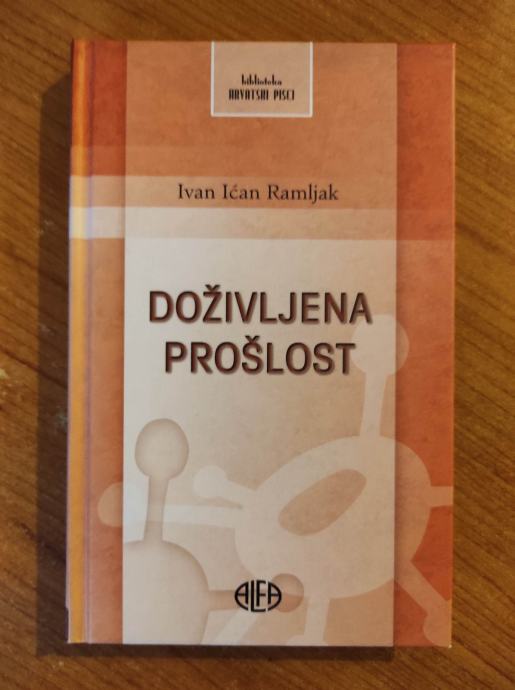 biblioteka
HRVATSKI PISCI
Ivan Ićan Ramljak
DOŽIVLJENA
PROŠLOST
ALFA